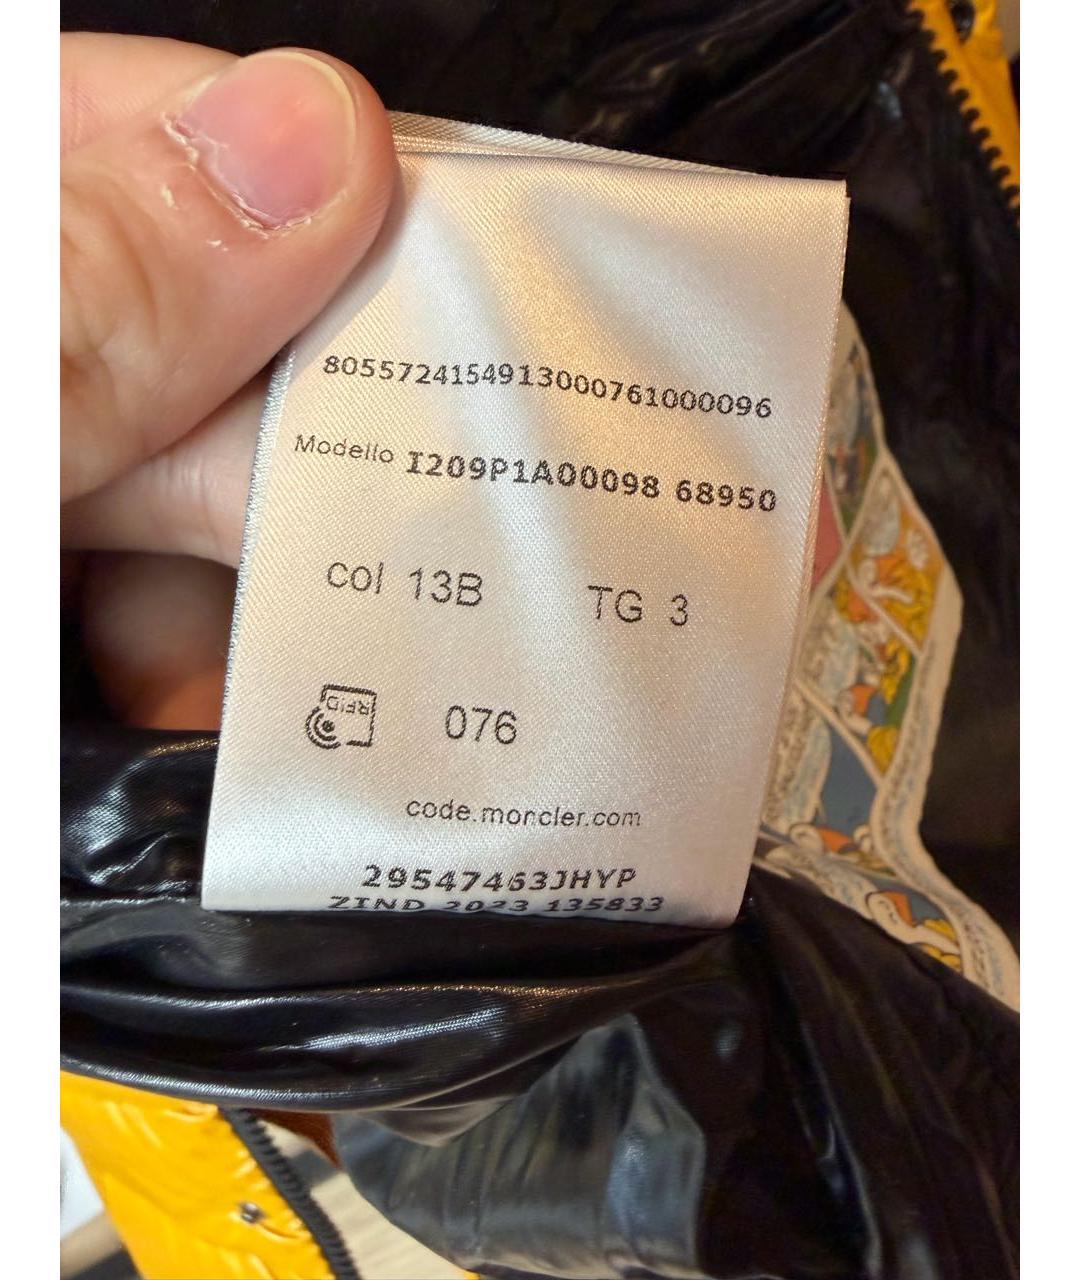 8055724154913000761000096
Modello I209P1A00098 68950
col 13B TG 3
RFID
076
code.moncler.com
29547463JHYP
ZIND 2023 135833